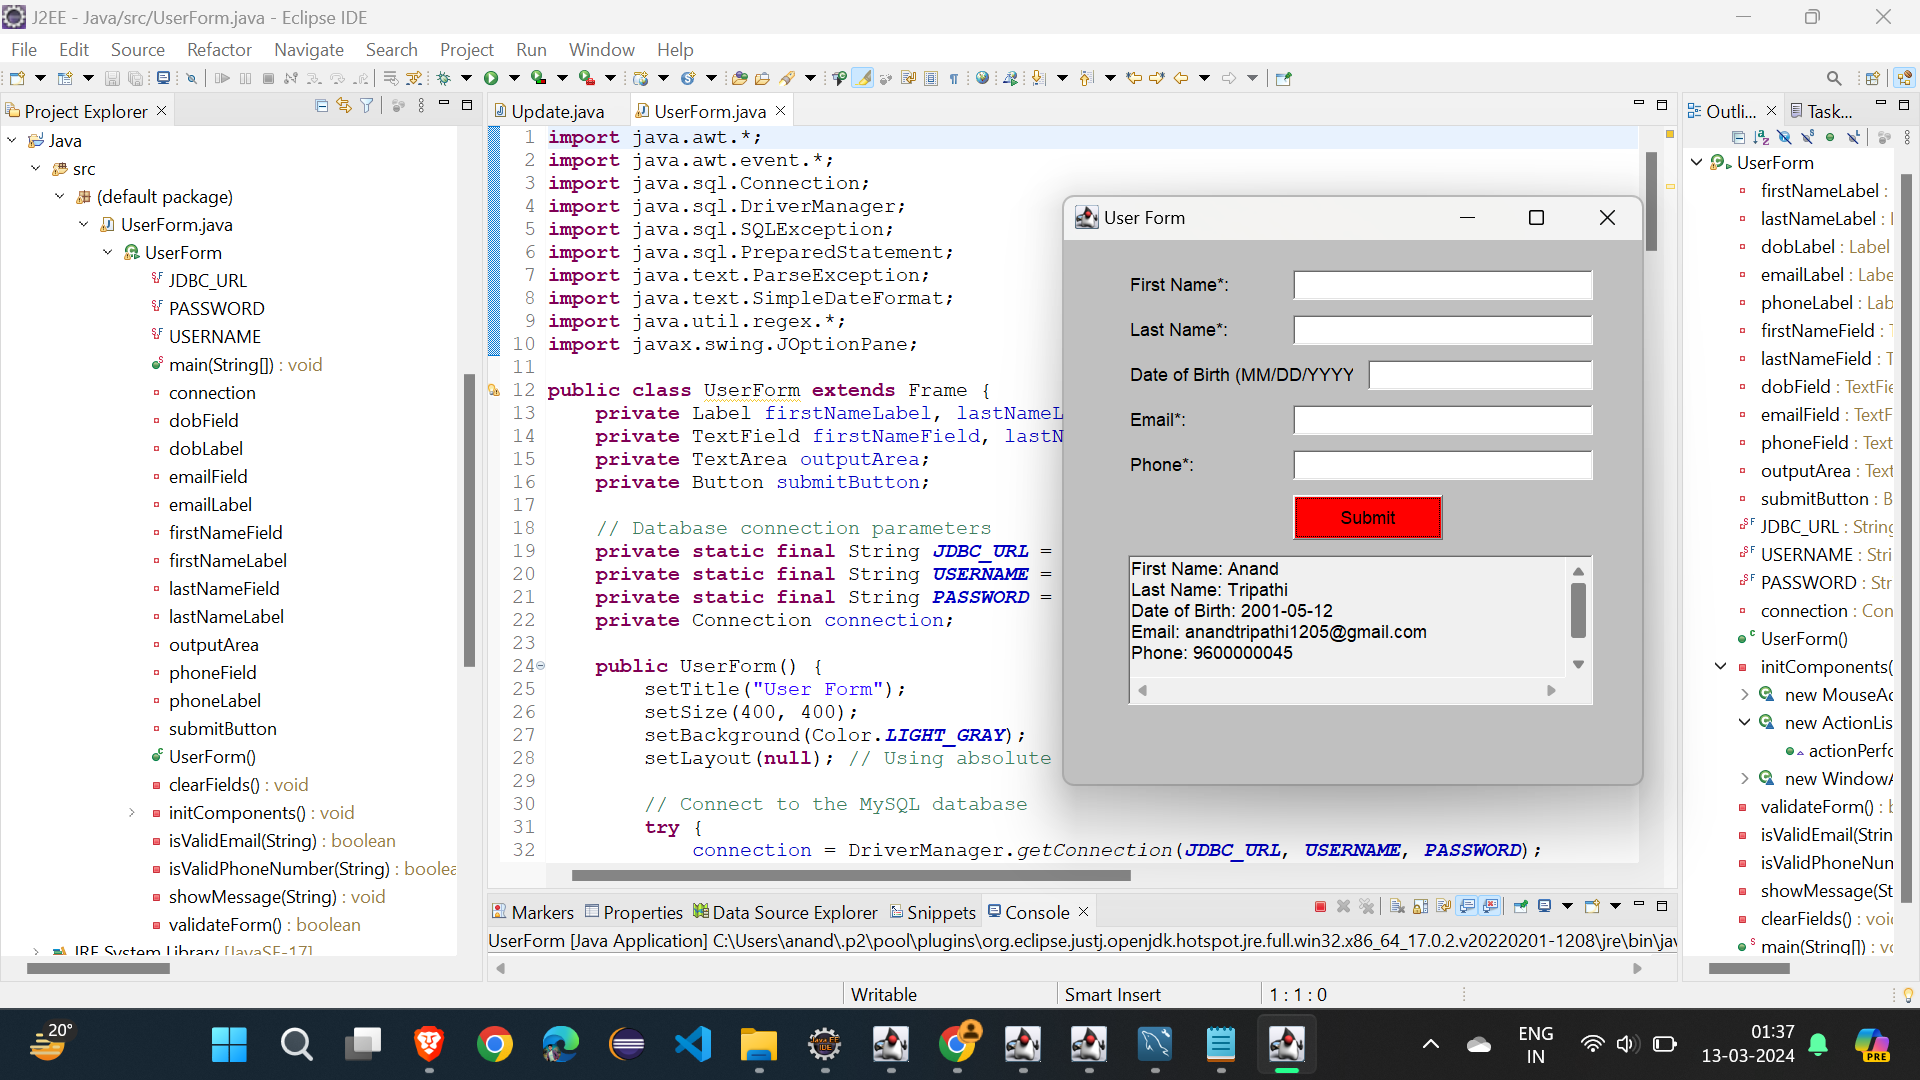 J2EE - Java/src/UserForm.java - Eclipse IDE
File Edit Source Refactor Navigate Search Project Run Window Help
Project Explorer
Java
src
(default package)
UserForm.java
UserForm
JDBC_URL
PASSWORD
USERNAME
main(String[]) : void
connection
dobField
dobLabel
emailField
emailLabel
firstNameField
firstNameLabel
lastNameField
lastNameLabel
outputArea
phoneField
phoneLabel
submitButton
UserForm()
clearFields() : void
initComponents() : void
isValidEmail(String) : boolean
isValidPhoneNumber(String) : boolea
showMessage(String) : void
validateForm() : boolean
JRE System Library [JavaSE-17]
Update.java UserForm.java
1 import java.awt.*;
2 import java.awt.event.*;
3 import java.sql.Connection;
4 import java.sql.DriverManager;
5 import java.sql.SQLException;
6 import java.sql.PreparedStatement;
7 import java.text.ParseException;
8 import java.text.SimpleDateFormat;
9 import java.util.regex.*;
10 import javax.swing.JOptionPane;
11
12 public class UserForm extends Frame {
13 private Label firstNameLabel, lastNameL
14 private TextField firstNameField, lastN
15 private TextArea outputArea;
16 private Button submitButton;
17
18 // Database connection parameters
19 private static final String JDBC_URL =
20 private static final String USERNAME =
21 private static final String PASSWORD =
22 private Connection connection;
23
24 public UserForm() {
25 setTitle("User Form");
26 setSize(400, 400);
27 setBackground(Color.LIGHT_GRAY);
28 setLayout(null); // Using absolute
29
30 // Connect to the MySQL database
31 try {
32 connection = DriverManager.getConnection(JDBC_URL, USERNAME, PASSWORD);
User Form
First Name*:
Last Name*:
Date of Birth (MM/DD/YYYY
Email*:
Phone*:
Submit
First Name: Anand
Last Name: Tripathi
Date of Birth: 2001-05-12
Email: anandtripathi1205@gmail.com
Phone: 9600000045
Outli... Task...
UserForm
firstNameLabel :
lastNameLabel : l
dobLabel : Label
emailLabel : Labe
phoneLabel : Lab
firstNameField : T
lastNameField : T
dobField : TextFie
emailField : TextF
phoneField : Text
outputArea : Text
submitButton : B
JDBC_URL : String
USERNAME : Stri
PASSWORD : Str
connection : Con
UserForm()
initComponents(
new MouseAc
new ActionLis
actionPerfo
new WindowA
validateForm() : b
isValidEmail(Strin
isValidPhoneNun
showMessage(St
clearFields() : voi
main(String[]) : vo
Markers Properties Data Source Explorer Snippets Console
UserForm [Java Application] C:\Users\anand\.p2\pool\plugins\org.eclipse.justj.openjdk.hotspot.jre.full.win32.x86_64_17.0.2.v20220201-1208\jre\bin\jav
Writable Smart Insert 1 : 1 : 0
20°
ENG
IN
01:37
13-03-2024
PRE